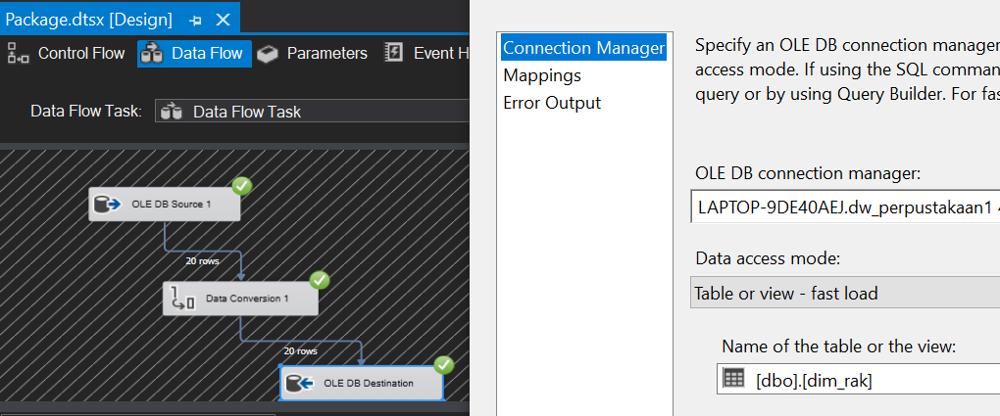 Package.dtsx [Design]
Control Flow
Data Flow
Parameters
Event H
Data Flow Task:
Data Flow Task
OLE DB Source 1
20 rows
Data Conversion 1
20 rows
OLE DB Destination
Connection Manager
Mappings
Error Output
Specify an OLE DB connection manager
access mode. If using the SQL comman
query or by using Query Builder. For fas
OLE DB connection manager:
LAPTOP-9DE40AEJ.dw_perpustakaan1
Data access mode:
Table or view - fast load
Name of the table or the view:
[dbo].[dim_rak]